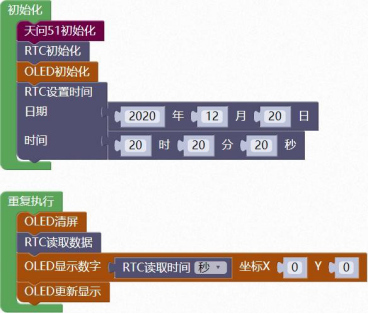 初始化
天问51初始化
RTC初始化
OLED初始化
RTC设置时间
日期 2020 年 12 月 20 日
时间 20 时 20 分 20 秒
重复执行
OLED清屏
RTC读取数据
OLED显示数字 RTC读取时间 秒 坐标X 0 Y 0
OLED更新显示